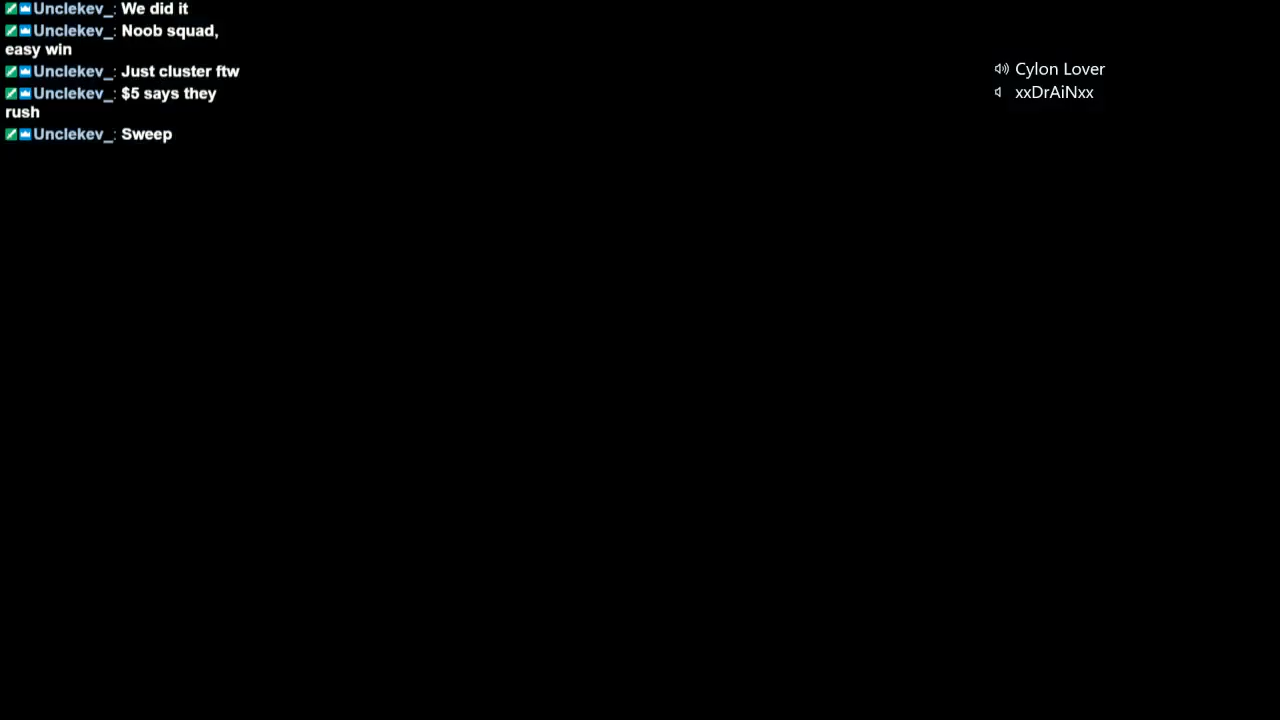 Unclekev_: We did it
Unclekev_: Noob squad,
easy win
Unclekev_: Just cluster ftw
Unclekev_: $5 says they
rush
Unclekev_: Sweep
Cylon Lover
xxDrAiNxx